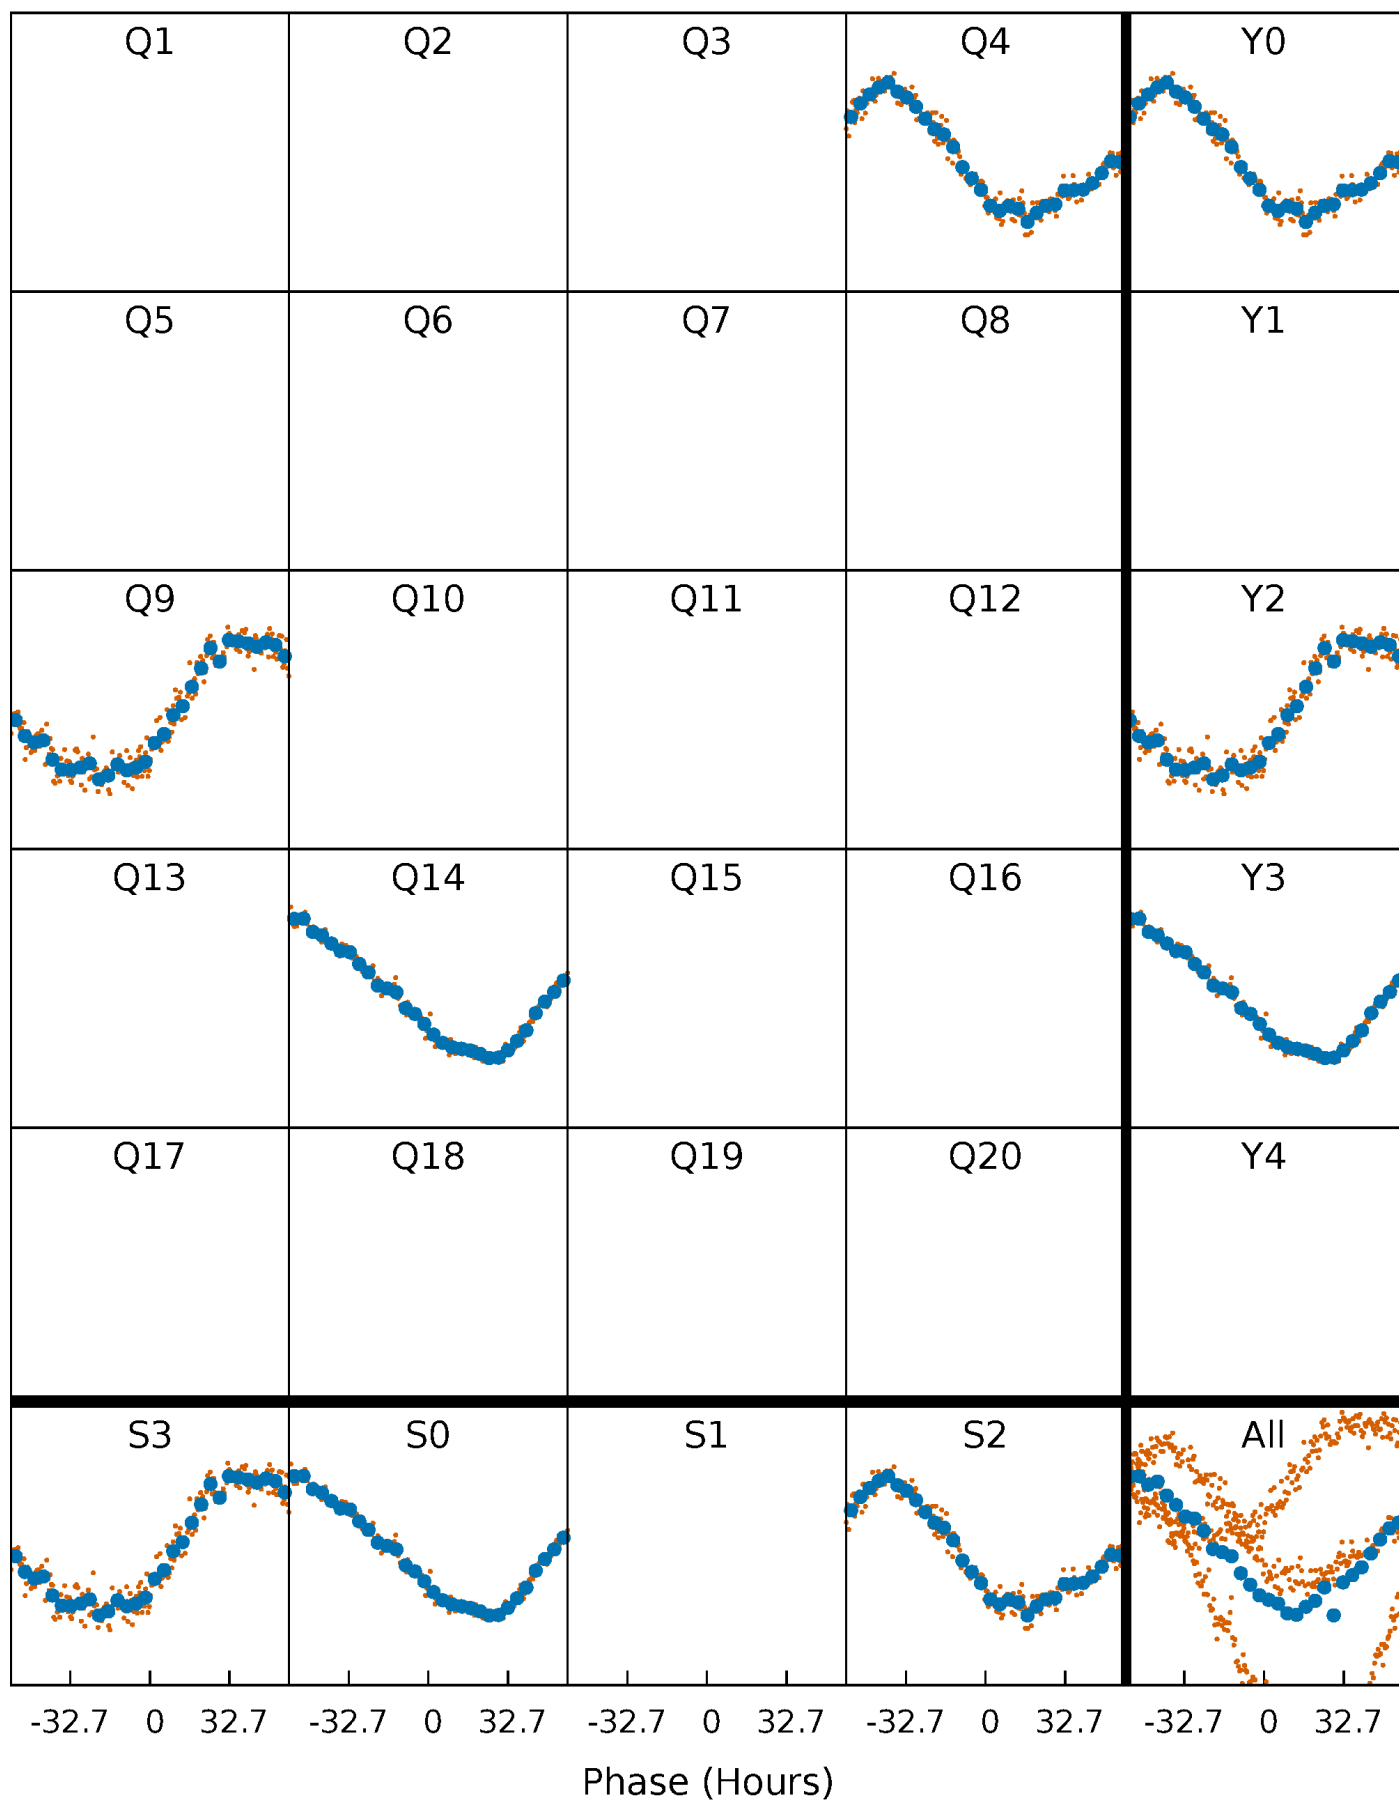 Q1 Q2 Q3 Q4 Y0
Q5 Q6 Q7 Q8 Y1
Q9 Q10 Q11 Q12 Y2
Q13 Q14 Q15 Q16 Y3
Q17 Q18 Q19 Q20 Y4
S3 S0 S1 S2 All
-32.7 0 32.7 -32.7 0 32.7 -32.7 0 32.7 -32.7 0 32.7 -32.7 0 32.7
Phase (Hours)